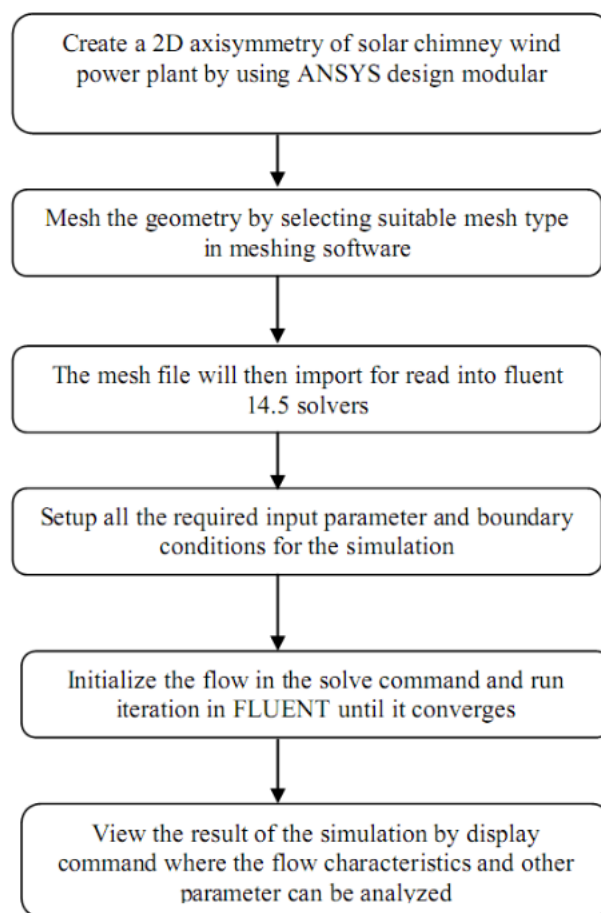 Create a 2D axisymmetry of solar chimney wind
power plant by using ANSYS design modular
Mesh the geometry by selecting suitable mesh type
in meshing software
The mesh file will then import for read into fluent
14.5 solvers
Setup all the required input parameter and boundary
conditions for the simulation
Initialize the flow in the solve command and run
iteration in FLUENT until it converges
View the result of the simulation by display
command where the flow characteristics and other
parameter can be analyzed